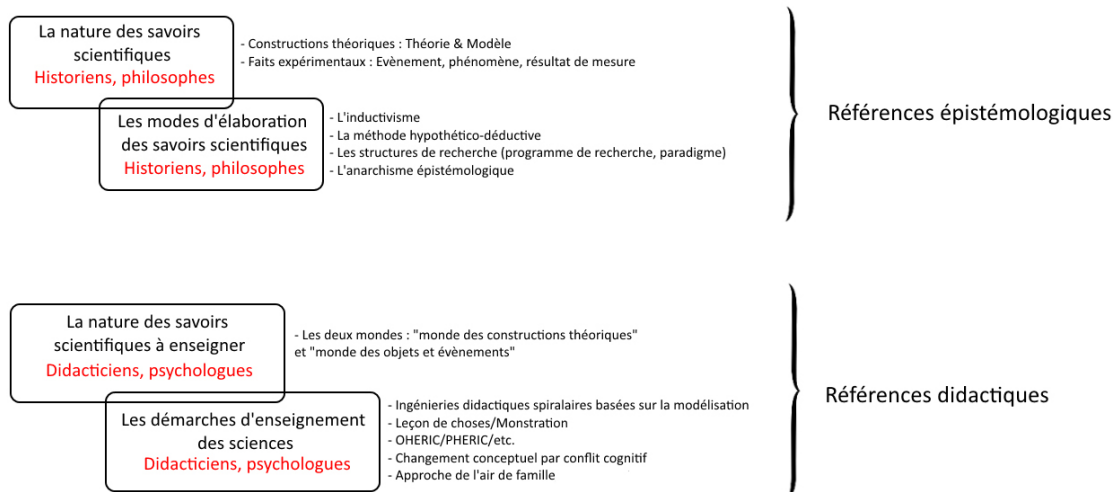 La nature des savoirs
scientifiques
Historiens, philosophes
- Constructions théoriques : Théorie & Modèle
- Faits expérimentaux : Evènement, phénomène, résultat de mesure
Les modes d'élaboration
des savoirs scientifiques
Historiens, philosophes
- L'inductivisme
- La méthode hypothético-déductive
- Les structures de recherche (programme de recherche, paradigme)
- L'anarchisme épistémologique
Références épistémologiques
La nature des savoirs
scientifiques à enseigner
Didacticiens, psychologues
- Les deux mondes : "monde des constructions théoriques"
et "monde des objets et évènements"
Les démarches d'enseignement
des sciences
Didacticiens, psychologues
- Ingénieries didactiques spiralaires basées sur la modélisation
- Leçon de choses/Monstration
- OHERIC/PHERIC/etc.
- Changement conceptuel par conflit cognitif
- Approche de l'air de famille
Références didactiques